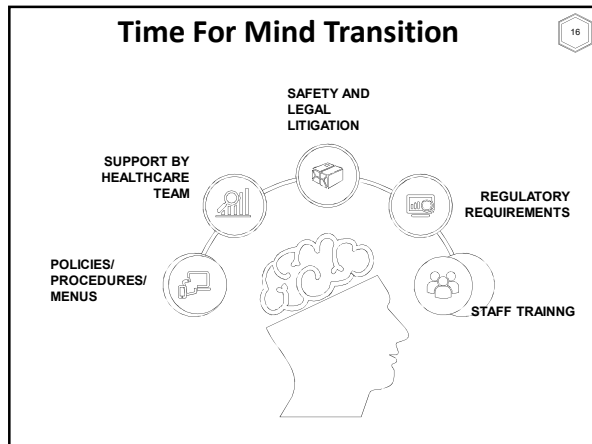 Time For Mind Transition
16
SAFETY AND
LEGAL
LITIGATION
SUPPORT BY
HEALTHCARE
TEAM
REGULATORY
REQUIREMENTS
POLICIES/
PROCEDURES/
MENUS
STAFF TRAINNG